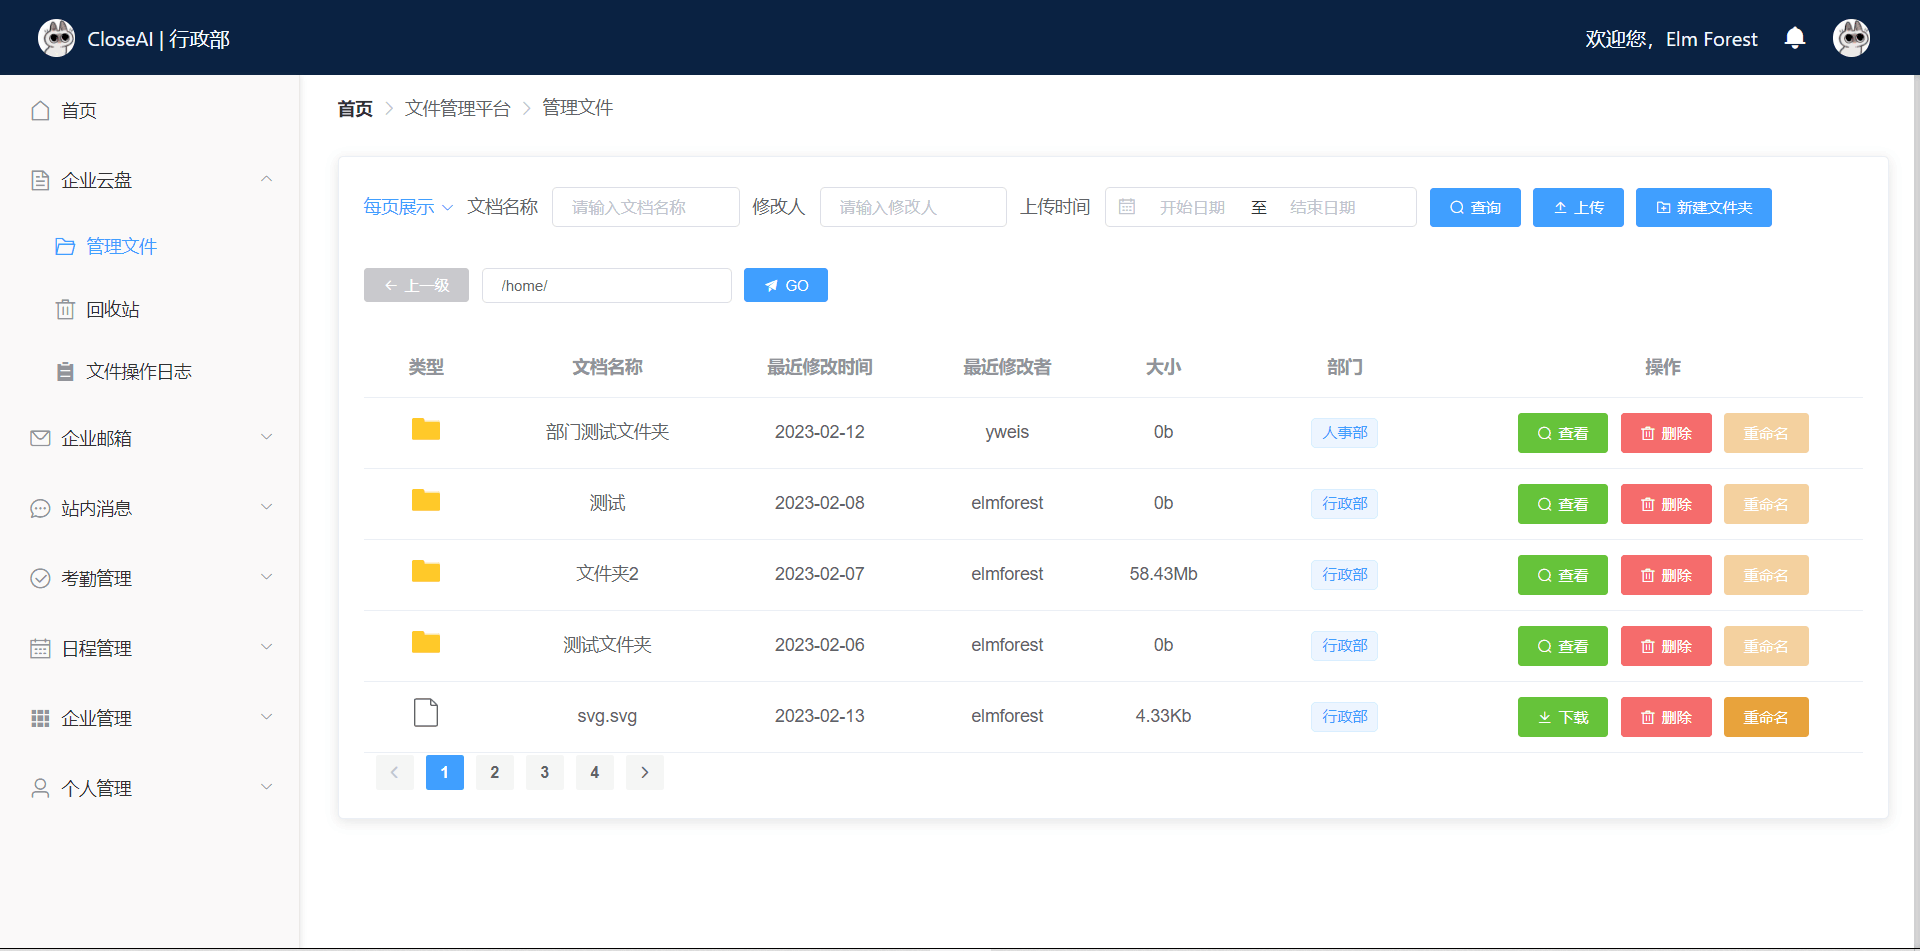 CloseAI | 行政部
欢迎您，Elm Forest
首页
企业云盘
管理文件
回收站
文件操作日志
企业邮箱
站内消息
考勤管理
日程管理
企业管理
个人管理
首页 文件管理平台 管理文件
每页展示 文档名称 请输入文档名称 修改人 请输入修改人 上传时间 开始日期 至 结束日期 查询 上传 新建文件夹
上一级 /home/ GO
类型 文档名称 最近修改时间 最近修改者 大小 部门 操作
部门测试文件夹 2023-02-12 yweis 0b 人事部 查看 删除 重命名
测试 2023-02-08 elmforest 0b 行政部 查看 删除 重命名
文件夹2 2023-02-07 elmforest 58.43Mb 行政部 查看 删除 重命名
测试文件夹 2023-02-06 elmforest 0b 行政部 查看 删除 重命名
svg.svg 2023-02-13 elmforest 4.33Kb 行政部 下载 删除 重命名
1 2 3 4